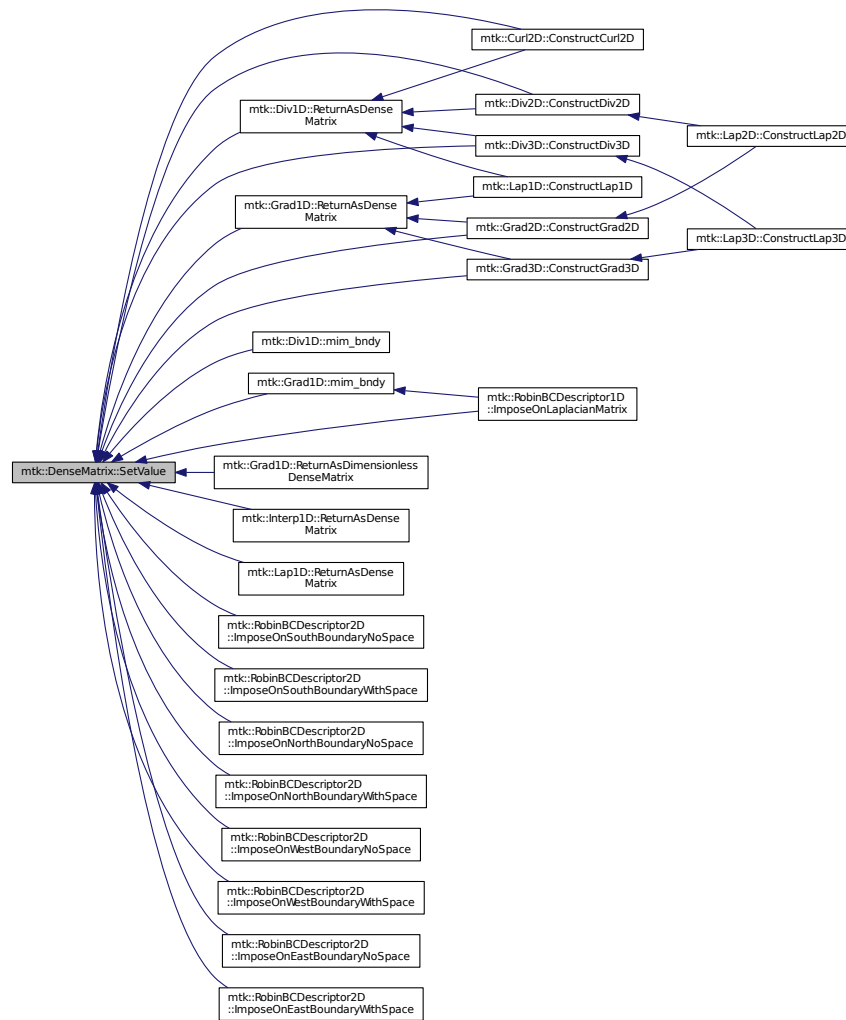 mtk::Curl2D::ConstructCurl2D
mtk::Div1D::ReturnAsDense
Matrix
mtk::Div2D::ConstructDiv2D
mtk::Lap2D::ConstructLap2D
mtk::Div3D::ConstructDiv3D
mtk::Lap1D::ConstructLap1D
mtk::Grad1D::ReturnAsDense
Matrix
mtk::Grad2D::ConstructGrad2D
mtk::Lap3D::ConstructLap3D
mtk::Grad3D::ConstructGrad3D
mtk::Div1D::mim_bndy
mtk::Grad1D::mim_bndy
mtk::RobinBCDescriptor1D
::ImposeOnLaplacianMatrix
mtk::DenseMatrix::SetValue
mtk::Grad1D::ReturnAsDimensionless
DenseMatrix
mtk::Interp1D::ReturnAsDense
Matrix
mtk::Lap1D::ReturnAsDense
Matrix
mtk::RobinBCDescriptor2D
::ImposeOnSouthBoundaryNoSpace
mtk::RobinBCDescriptor2D
::ImposeOnSouthBoundaryWithSpace
mtk::RobinBCDescriptor2D
::ImposeOnNorthBoundaryNoSpace
mtk::RobinBCDescriptor2D
::ImposeOnNorthBoundaryWithSpace
mtk::RobinBCDescriptor2D
::ImposeOnWestBoundaryNoSpace
mtk::RobinBCDescriptor2D
::ImposeOnWestBoundaryWithSpace
mtk::RobinBCDescriptor2D
::ImposeOnEastBoundaryNoSpace
mtk::RobinBCDescriptor2D
::ImposeOnEastBoundaryWithSpace